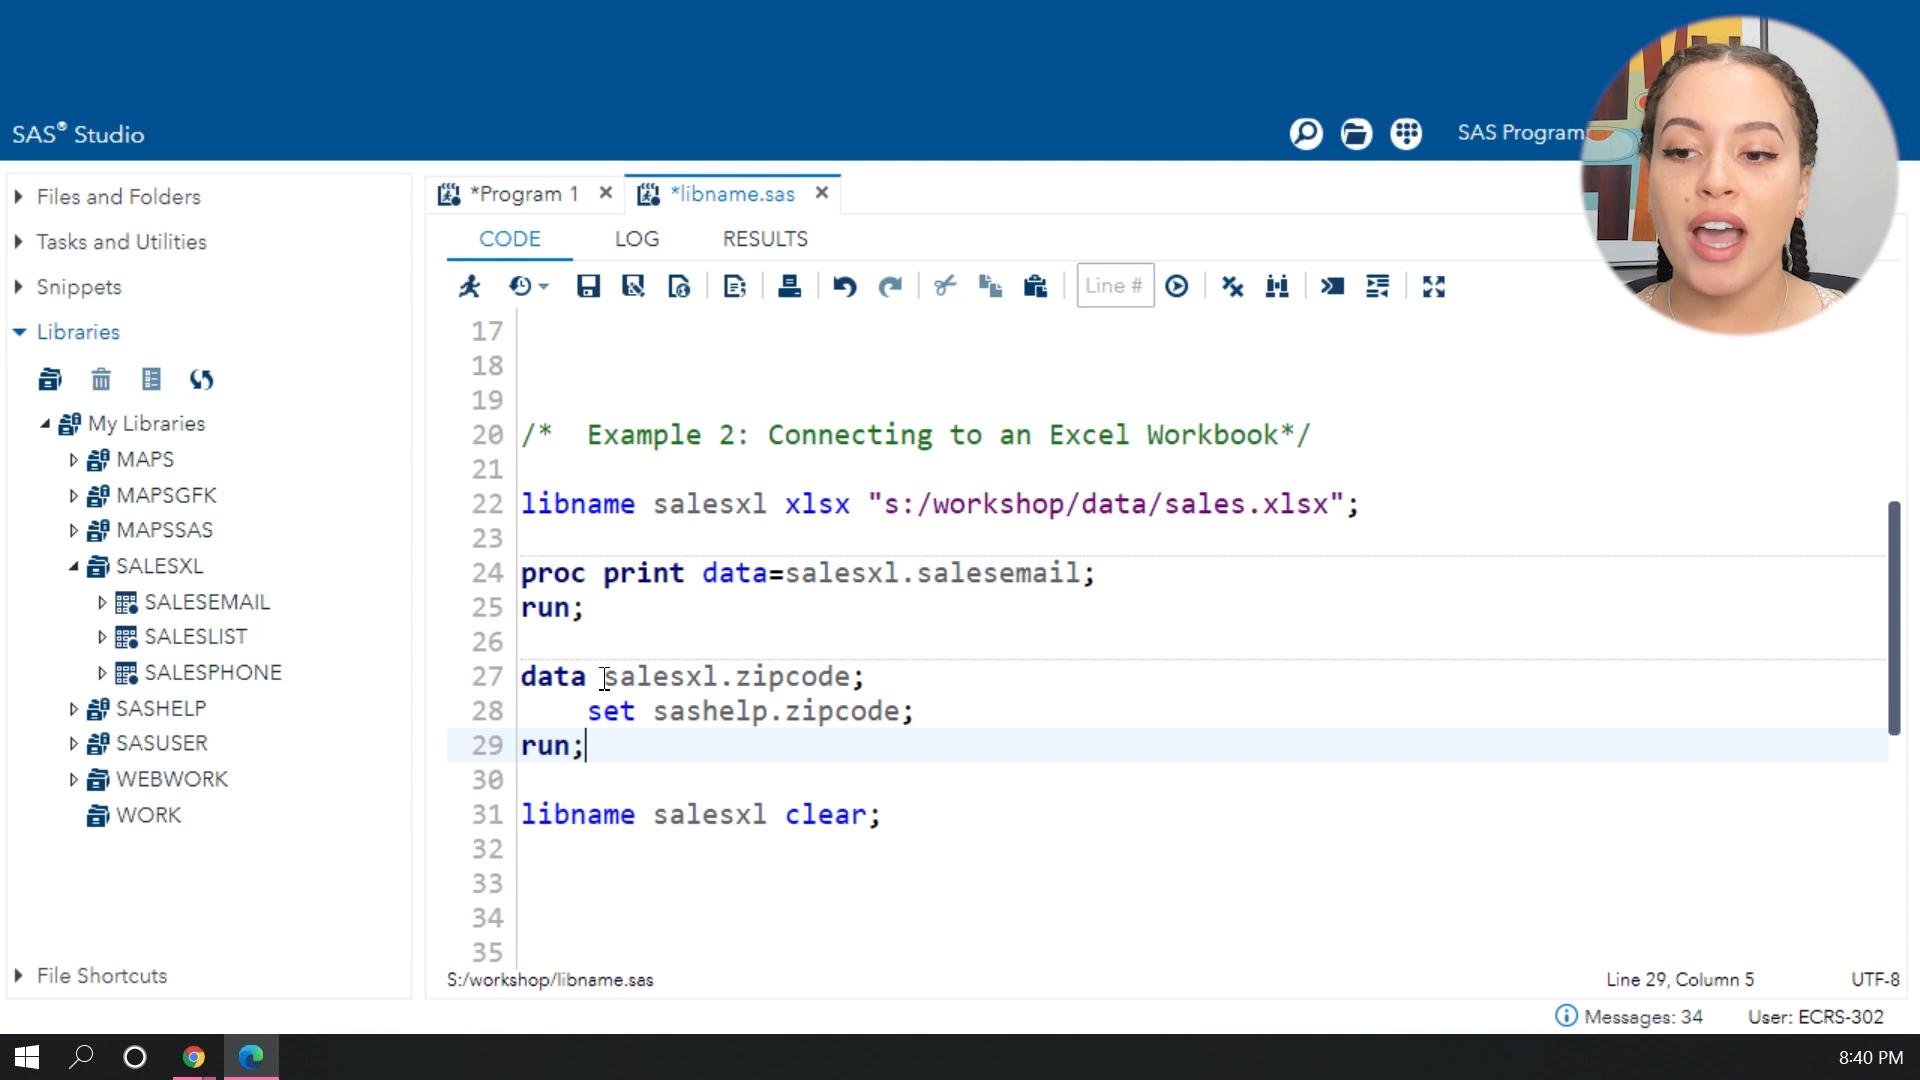 SAS® Studio
SAS Program
Files and Folders
Tasks and Utilities
Snippets
Libraries
My Libraries
MAPS
MAPSGFK
MAPSSAS
SALESXL
SALESEMAIL
SALESLIST
SALESPHONE
SASHELP
SASUSER
WEBWORK
WORK
File Shortcuts
*Program 1
*libname.sas
CODE LOG RESULTS
Line #
17
18
19
20 /* Example 2: Connecting to an Excel Workbook*/
21
22 libname salesxl xlsx "s:/workshop/data/sales.xlsx";
23
24 proc print data=salesxl.salesemail;
25 run;
26
27 data salesxl.zipcode;
28 set sashelp.zipcode;
29 run;
30
31 libname salesxl clear;
32
33
34
35
S:/workshop/libname.sas
Line 29, Column 5
UTF-8
Messages: 34
User: ECRS-302
8:40 PM